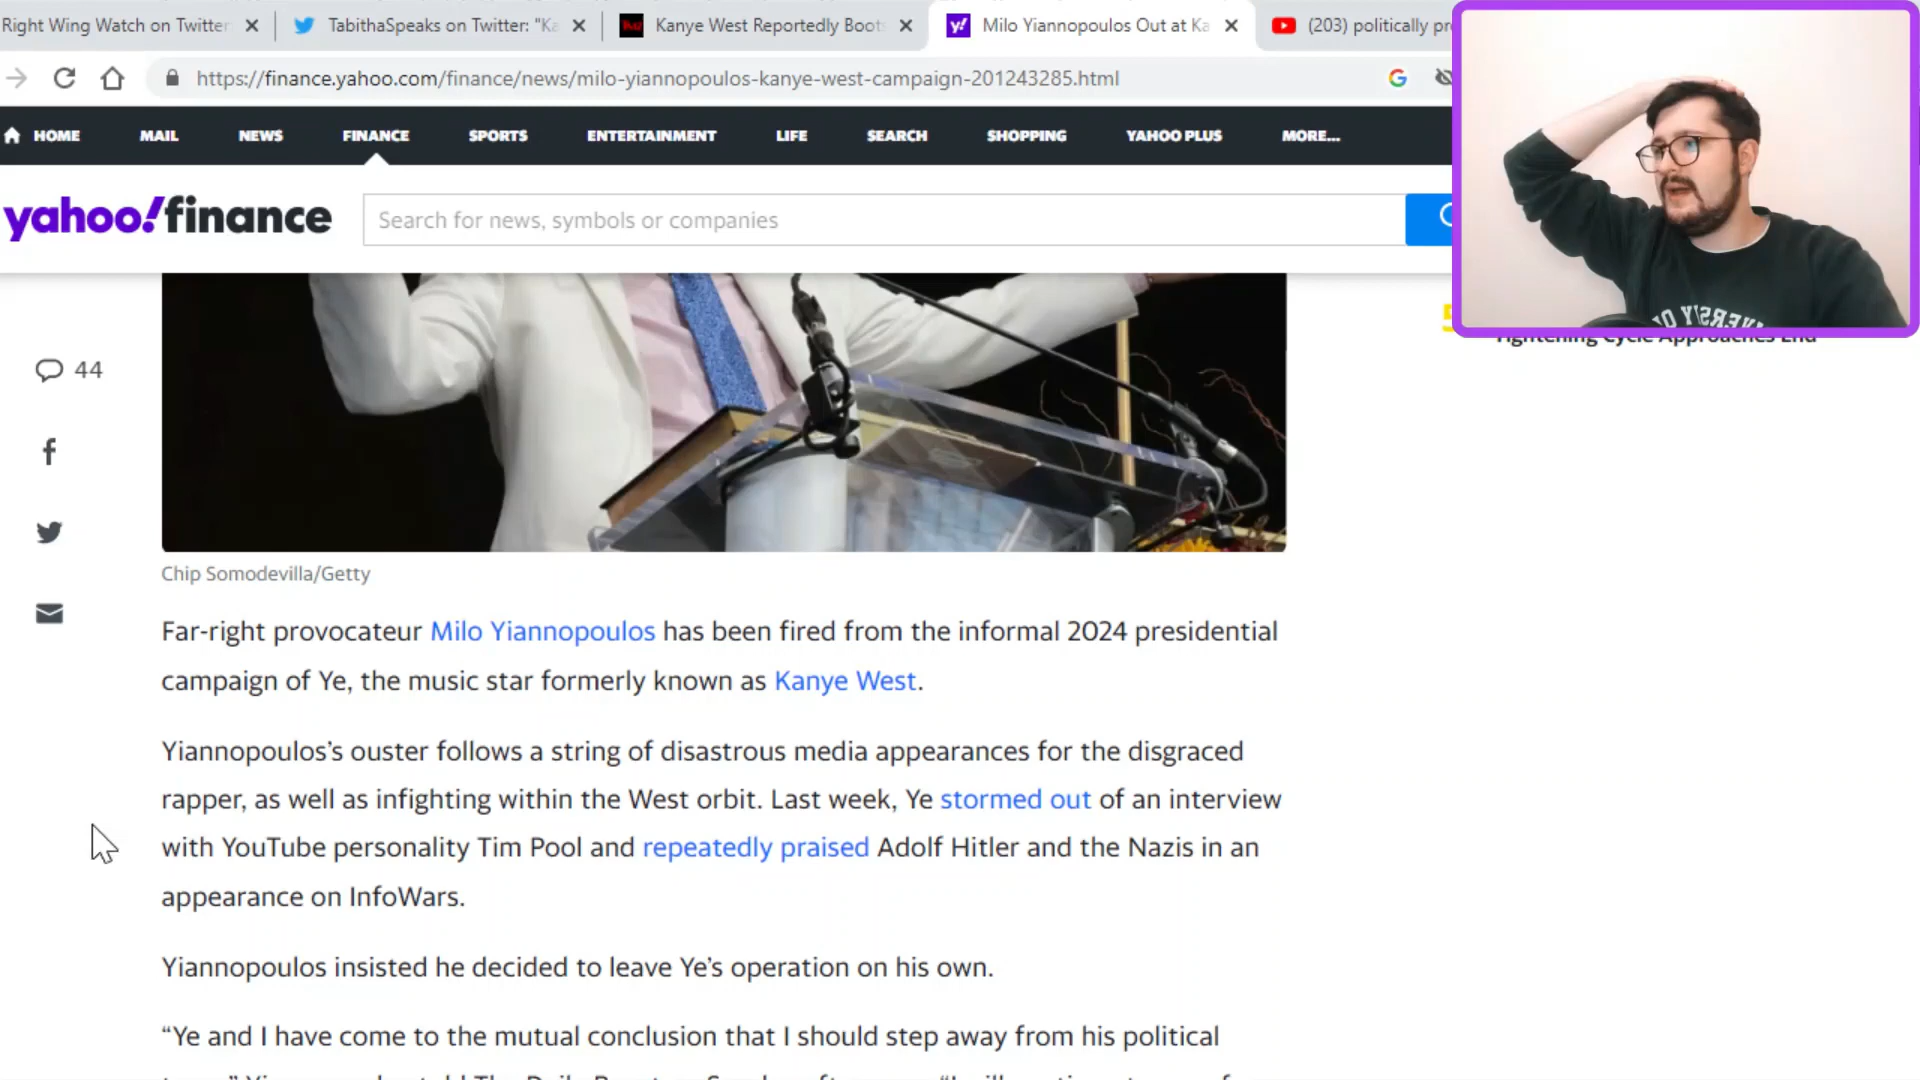 Right Wing Watch on Twitter
TabithaSpeaks on Twitter: "Ka
Kanye West Reportedly Boots
Milo Yiannopoulos Out at Ka
(203) politically pr
https://finance.yahoo.com/finance/news/milo-yiannopoulos-kanye-west-campaign-201243285.html
HOME MAIL NEWS FINANCE SPORTS ENTERTAINMENT LIFE SEARCH SHOPPING YAHOO PLUS MORE...
yahoo!finance
Search for news, symbols or companies
Tightening Cycle Approaches End
44
Chip Somodevilla/Getty
Far-right provocateur Milo Yiannopoulos has been fired from the informal 2024 presidential
campaign of Ye, the music star formerly known as Kanye West.
Yiannopoulos’s ouster follows a string of disastrous media appearances for the disgraced
rapper, as well as infighting within the West orbit. Last week, Ye stormed out of an interview
with YouTube personality Tim Pool and repeatedly praised Adolf Hitler and the Nazis in an
appearance on InfoWars.
Yiannopoulos insisted he decided to leave Ye’s operation on his own.
“Ye and I have come to the mutual conclusion that I should step away from his political